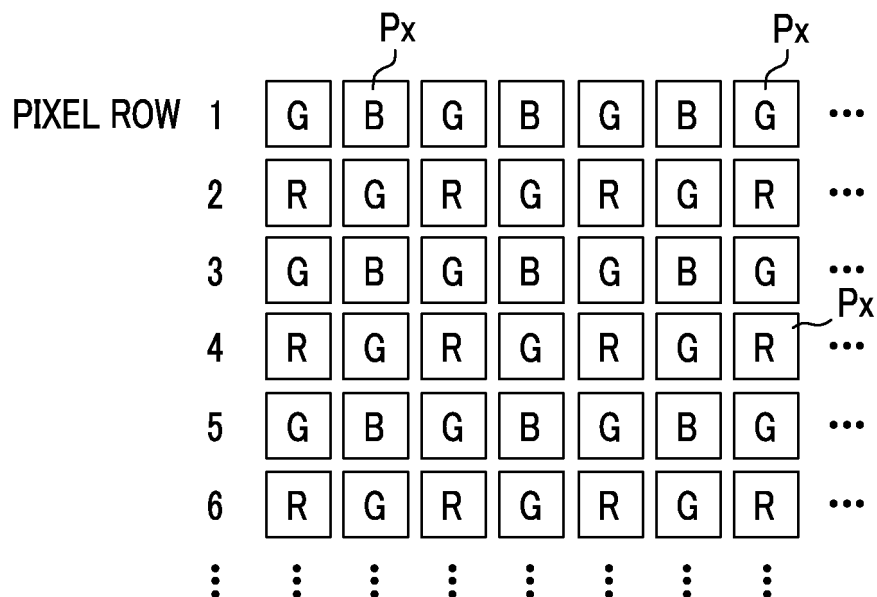 Px Px
PIXEL ROW 1 G B G B G B G ...
2 R G R G R G R ...
3 G B G B G B G ...
Px
4 R G R G R G R ...
5 G B G B G B G ...
6 R G R G R G R ...